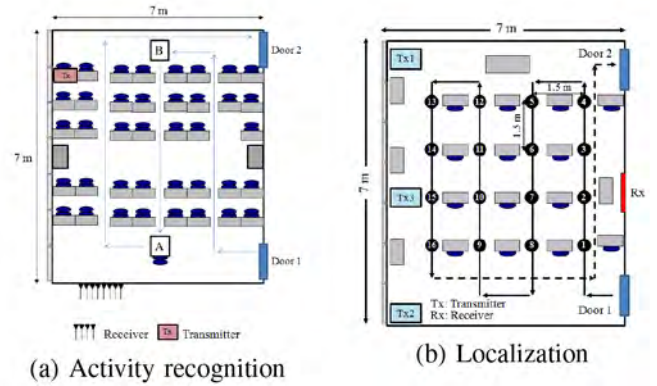 7 m
B
Door 2
Tx
7 m
A
Door 1
Receiver
Tx
Transmitter
(a) Activity recognition
7 m
Tx1
Door 2
13
12
5
4
1.5 m
1.5 m
14
11
6
3
7 m
Tx3
15
10
7
2
Rx
16
9
8
1
Tx: Transmitter
Rx: Receiver
Door 1
Tx2
(b) Localization